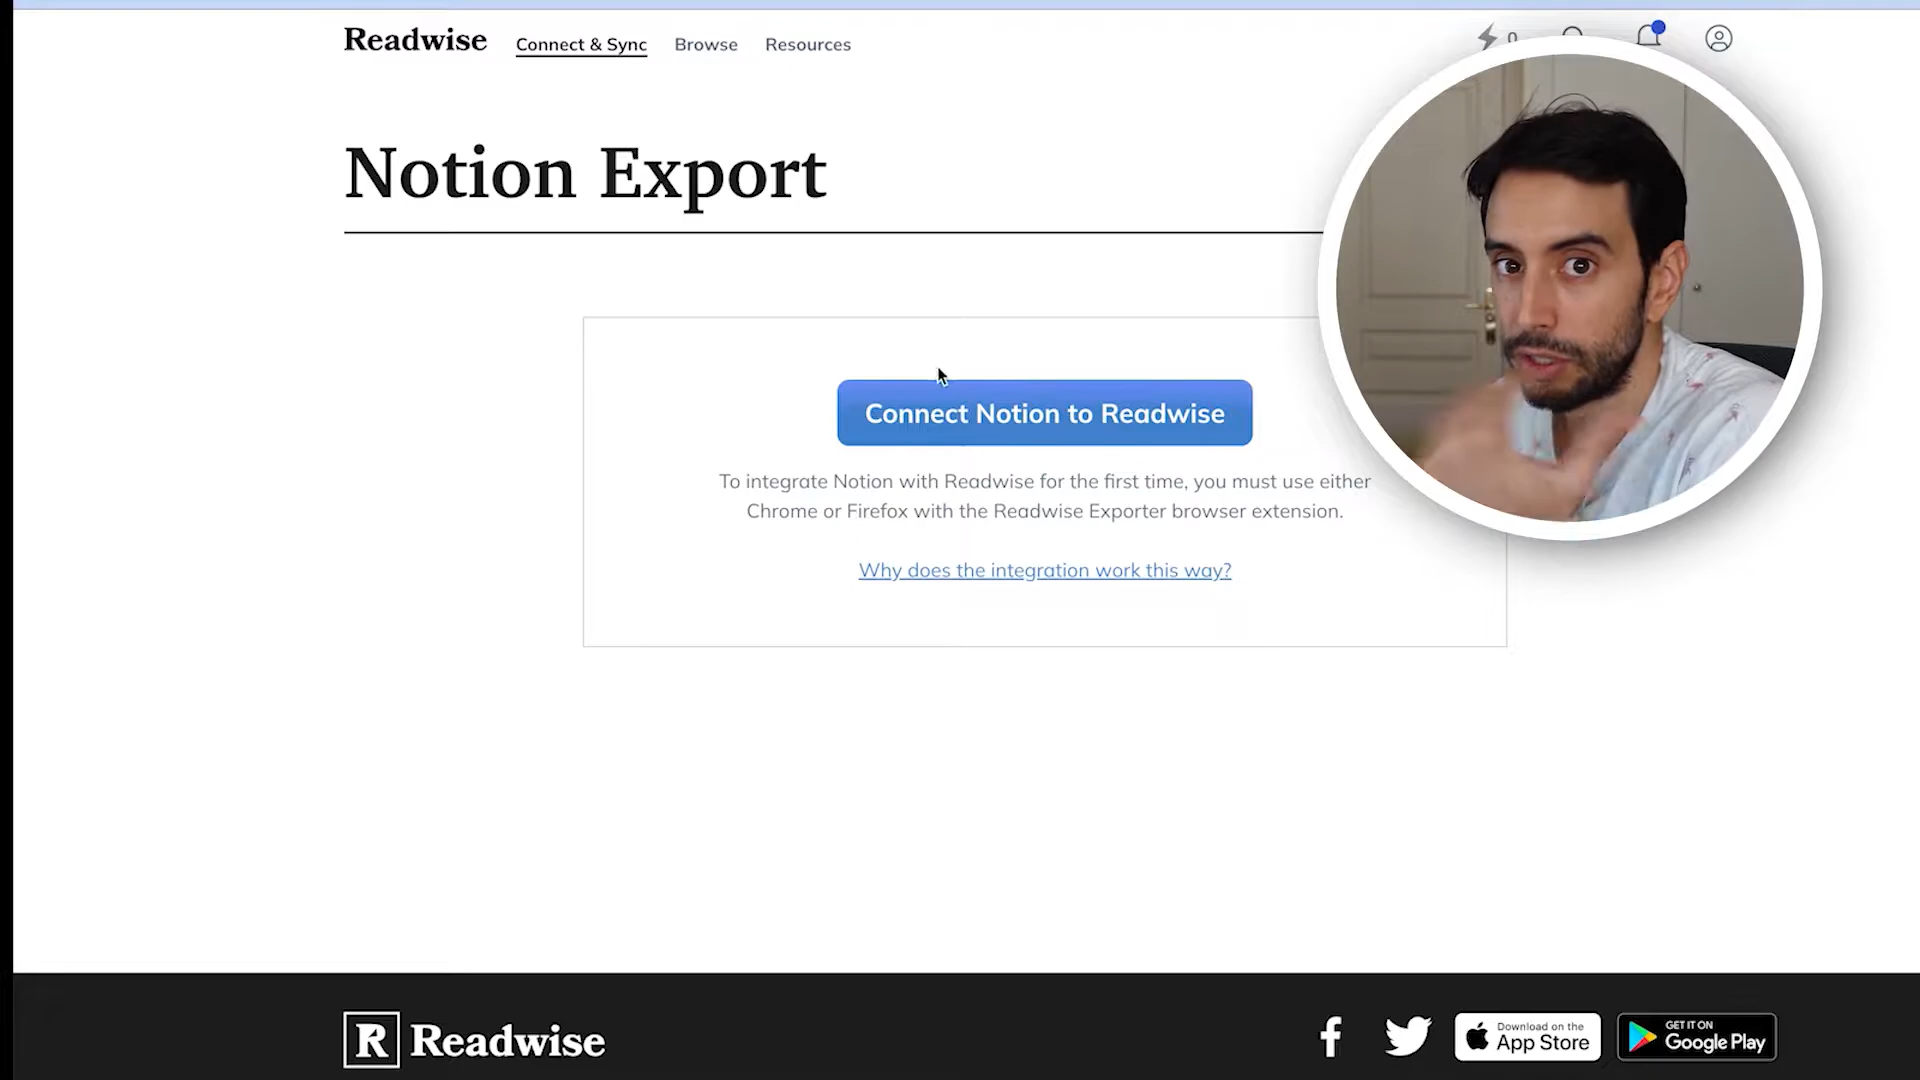 Readwise
Connect & Sync
Browse
Resources
0
Notion Export
Connect Notion to Readwise
To integrate Notion with Readwise for the first time, you must use either
Chrome or Firefox with the Readwise Exporter browser extension.
Why does the integration work this way?
R Readwise
Download on the
App Store
GET IT ON
Google Play